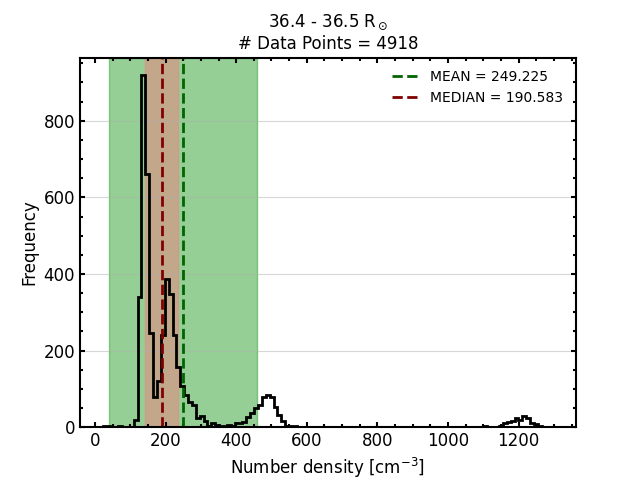 36.4 - 36.5 R⊙
# Data Points = 4918
MEAN = 249.225
MEDIAN = 190.583
Frequency
800
600
400
200
0
0 200 400 600 800 1000 1200
Number density [cm⁻³]